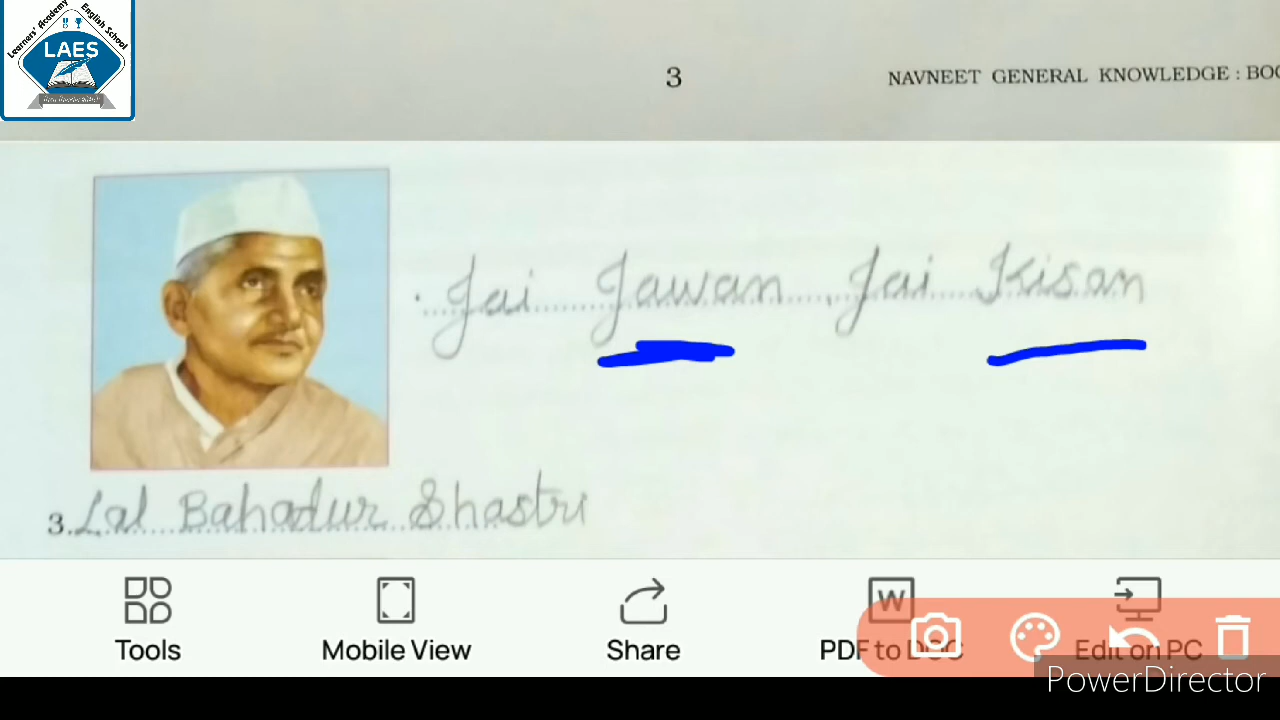 Learners' Academy English School
LAES
3
NAVNEET GENERAL KNOWLEDGE : BOO
Jai Jawan Jai Kisan
3. Lal Bahadur Shastri
Tools
Mobile View
Share
PDF to DOC
Edit on PC
PowerDirector